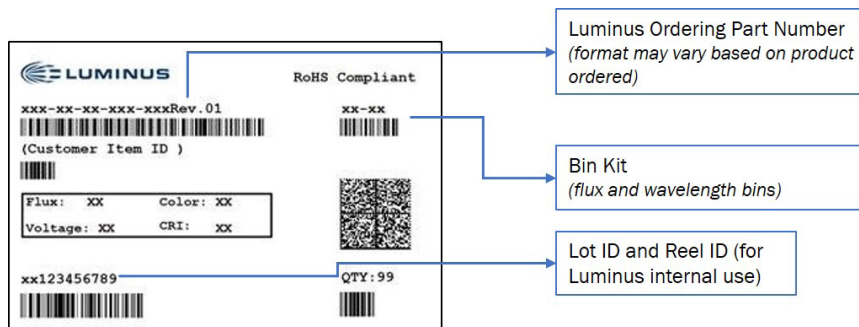 LUMINUS
RoHS Compliant
xxx-xx-xx-xxx-xxxRev.01
xx-xx
(Customer Item ID )
Flux: XX Color: XX
Voltage: XX CRI: XX
xx123456789
QTY:99
Luminus Ordering Part Number
(format may vary based on product
ordered)
Bin Kit
(flux and wavelength bins)
Lot ID and Reel ID (for
Luminus internal use)